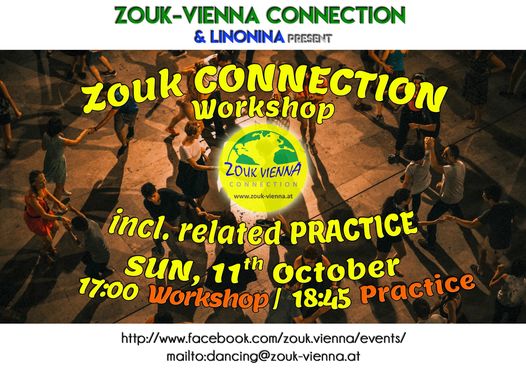 ZOUK-VIENNA CONNECTION
& LINONINA PRESENT
Zouk CONNECTION
Workshop
ZOUK VIENNA
CONNECTION
www.zouk-vienna.at
incl. related PRACTICE
SUN, 11th October
17:00 Workshop / 18:45 Practice
http://www.facebook.com/zouk.vienna/events/
mailto:dancing@zouk-vienna.at